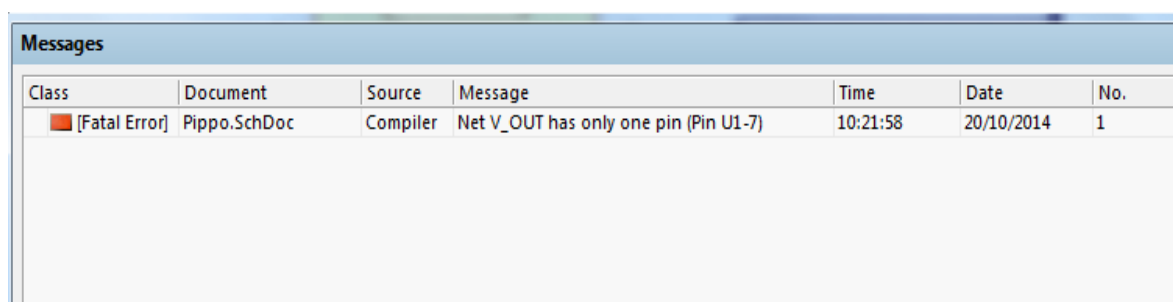 Messages
Class Document Source Message Time Date No.
[Fatal Error] Pippo.SchDoc Compiler Net V_OUT has only one pin (Pin U1-7) 10:21:58 20/10/2014 1